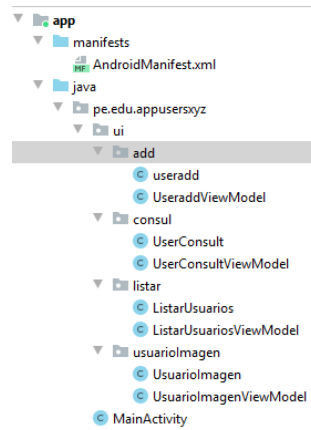 app
manifests
AndroidManifest.xml
java
pe.edu.appusersxyz
ui
add
useradd
UseraddViewModel
consul
UserConsult
UserConsultViewModel
listar
ListarUsuarios
ListarUsuariosViewModel
usuarioImagen
UsuarioImagen
UsuarioImagenViewModel
MainActivity